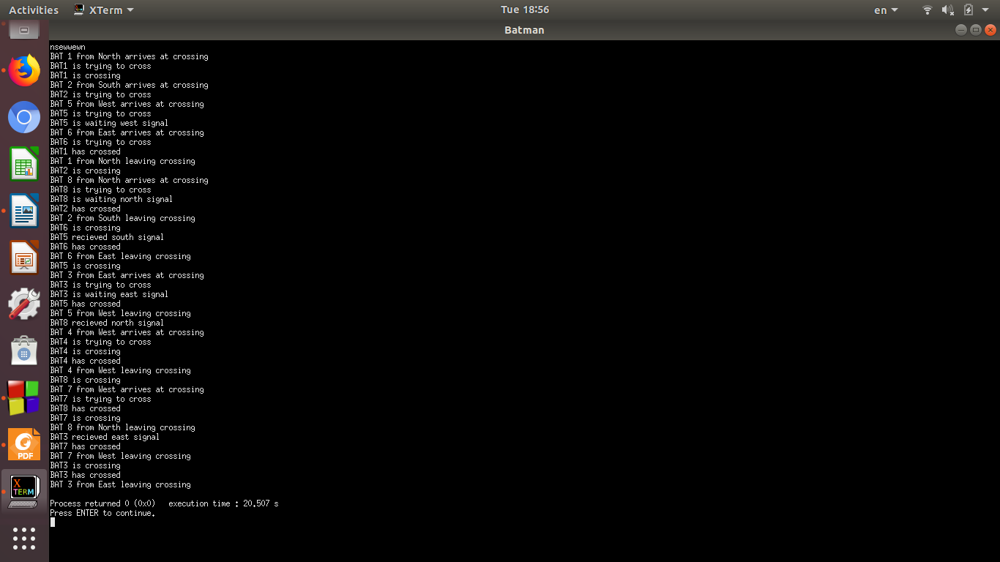 Activities XTerm Tue 18:56 en
Batman
nsewwewn
BAT 1 from North arrives at crossing
BAT1 is trying to cross
BAT1 is crossing
BAT 2 from South arrives at crossing
BAT2 is trying to cross
BAT 5 from West arrives at crossing
BAT5 is trying to cross
BAT5 is waiting west signal
BAT 6 from East arrives at crossing
BAT6 is trying to cross
BAT1 has crossed
BAT 1 from North leaving crossing
BAT2 is crossing
BAT 8 from North arrives at crossing
BAT8 is trying to cross
BAT8 is waiting north signal
BAT2 has crossed
BAT 2 from South leaving crossing
BAT6 is crossing
BAT5 recieved south signal
BAT6 has crossed
BAT 6 from East leaving crossing
BAT5 is crossing
BAT 3 from East arrives at crossing
BAT3 is trying to cross
BAT3 is waiting east signal
BAT5 has crossed
BAT 5 from West leaving crossing
BAT8 recieved north signal
BAT 4 from West arrives at crossing
BAT4 is trying to cross
BAT4 is crossing
BAT4 has crossed
BAT 4 from West leaving crossing
BAT8 is crossing
BAT 7 from West arrives at crossing
BAT7 is trying to cross
BAT8 has crossed
BAT7 is crossing
BAT 8 from North leaving crossing
BAT3 recieved east signal
BAT7 has crossed
BAT 7 from West leaving crossing
BAT3 is crossing
BAT3 has crossed
BAT 3 from East leaving crossing
Process returned 0 (0x0) execution time : 20.507 s
Press ENTER to continue.
PDF
X
TERM